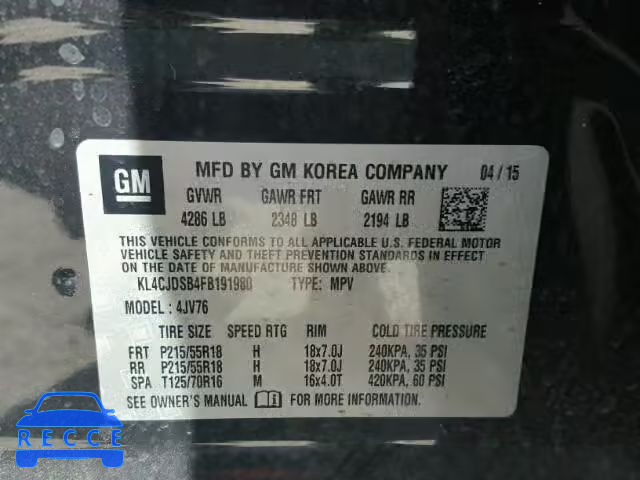 GM MFD BY GM KOREA COMPANY 04/15
GVWR GAWR FRT GAWR RR
4286 LB 2348 LB 2194 LB
THIS VEHICLE CONFORMS TO ALL APPLICABLE U.S. FEDERAL MOTOR
VEHICLE SAFETY AND THEFT PREVENTION STANDARDS IN
EFFECT ON THE DATE OF MANUFACTURE SHOWN ABOVE.
KL4CJDSB4FB191980 TYPE: MPV
MODEL: 4JV76
TIRE SIZE SPEED RTG RIM COLD TIRE PRESSURE
FRT P215/55R18 H 18x7.0J 240KPA, 35 PSI
RR P215/55R18 H 18x7.0J 240KPA, 35 PSI
SPA T125/70R16 M 16x4.0T 420KPA, 60 PSI
SEE OWNER'S MANUAL FOR MORE INFORMATION.
RECCE